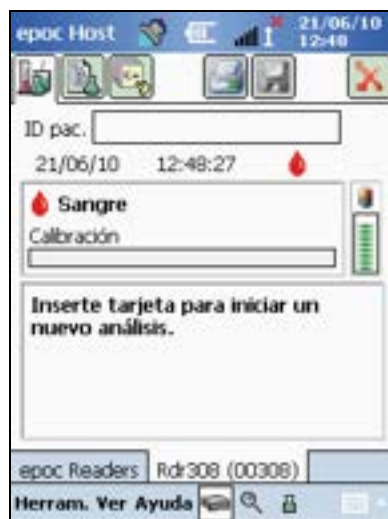 epoc Host 21/06/10
12:48
ID pac.
21/06/10 12:48:27
Sangre
Calibración
Inserte tarjeta para iniciar un
nuevo análisis.
epoc Readers Rdr308 (00308)
Herram. Ver Ayuda